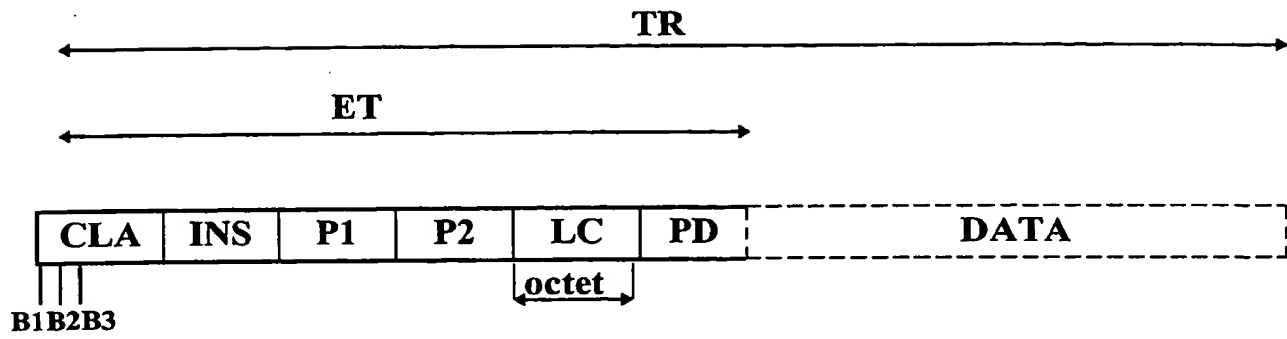 TR
ET
CLA INS P1 P2 LC PD DATA
octet
B1B2B3